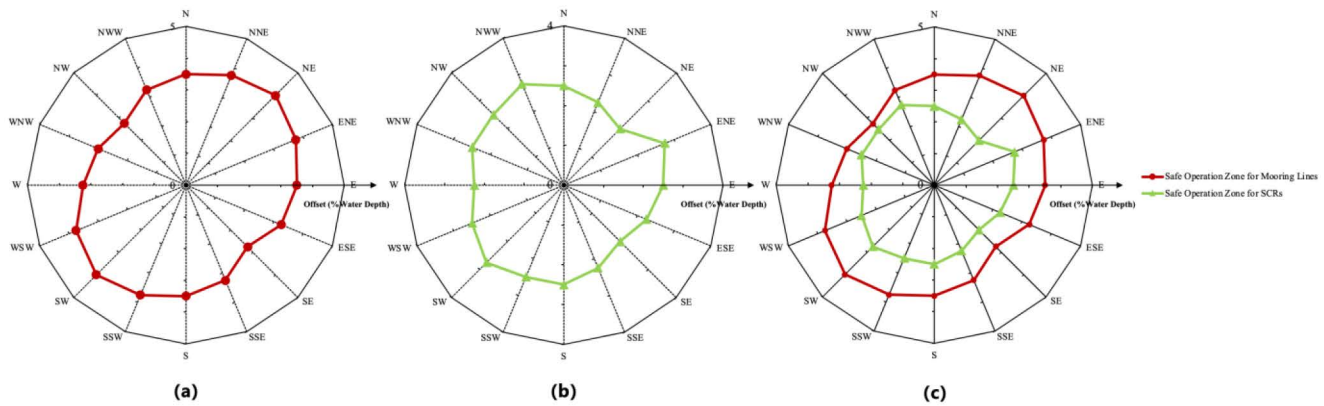 N
NNE
NE
ENE
E
ESE
SE
SSE
S
SSW
SW
WSW
W
WNW
NW
NWW
5
0
Offset (%Water Depth)
(a)
N
NNE
NE
ENE
E
ESE
SE
SSE
S
SSW
SW
WSW
W
WNW
NW
NWW
4
0
Offset (%Water Depth)
(b)
N
NNE
NE
ENE
E
ESE
SE
SSE
S
SSW
SW
WSW
W
WNW
NW
NWW
5
0
Offset (%Water Depth)
(c)
Safe Operation Zone for Mooring Lines
Safe Operation Zone for SCRs